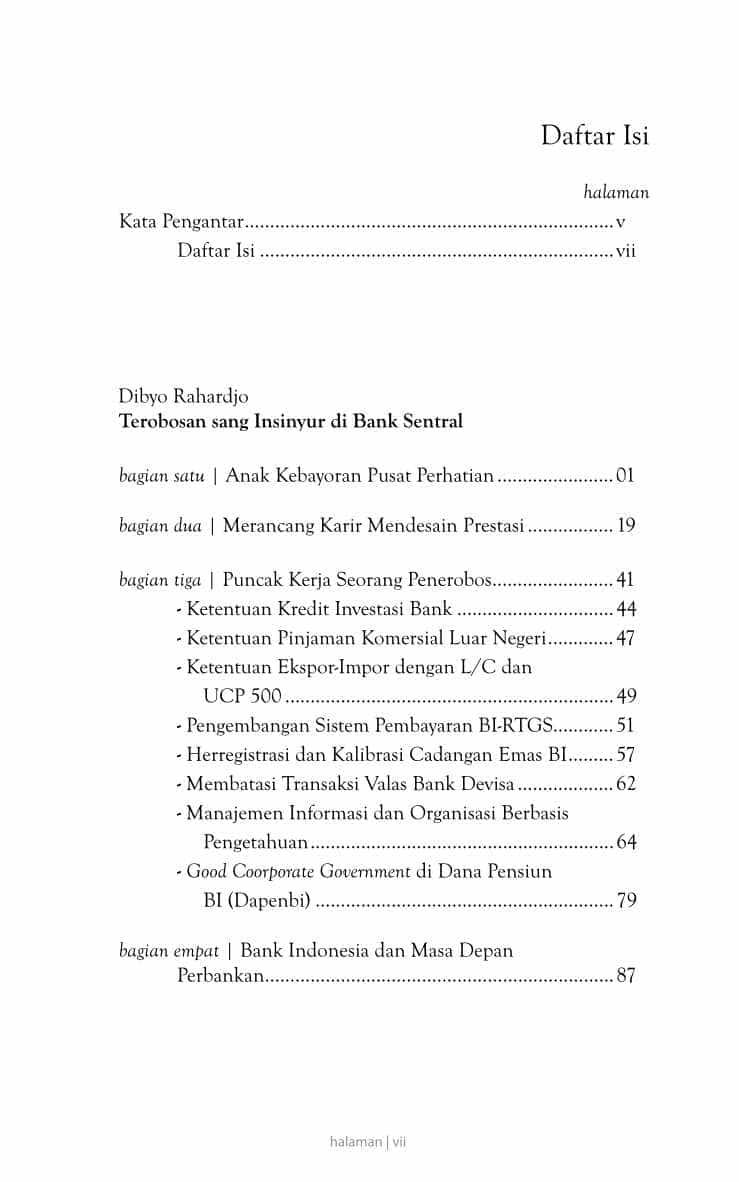 Daftar Isi
halaman
Kata Pengantar......................................................................... v
Daftar Isi ...................................................................... vii
Dibyo Rahardjo
Terobosan sang Insinyur di Bank Sentral
bagian satu | Anak Kebayoran Pusat Perhatian ....................... 01
bagian dua | Merancang Karir Mendesain Prestasi ................. 19
bagian tiga | Puncak Kerja Seorang Penerobos........................ 41
- Ketentuan Kredit Investasi Bank ............................... 44
- Ketentuan Pinjaman Komersial Luar Negeri............. 47
- Ketentuan Ekspor-Impor dengan L/C dan
UCP 500 ................................................................. 49
- Pengembangan Sistem Pembayaran BI-RTGS............ 51
- Herregistrasi dan Kalibrasi Cadangan Emas BI......... 57
- Membatasi Transaksi Valas Bank Devisa ................... 62
- Manajemen Informasi dan Organisasi Berbasis
Pengetahuan ............................................................ 64
- Good Coorporate Government di Dana Pensiun
BI (Dapenbi) ........................................................... 79
bagian empat | Bank Indonesia dan Masa Depan
Perbankan..................................................................... 87
halaman | vii